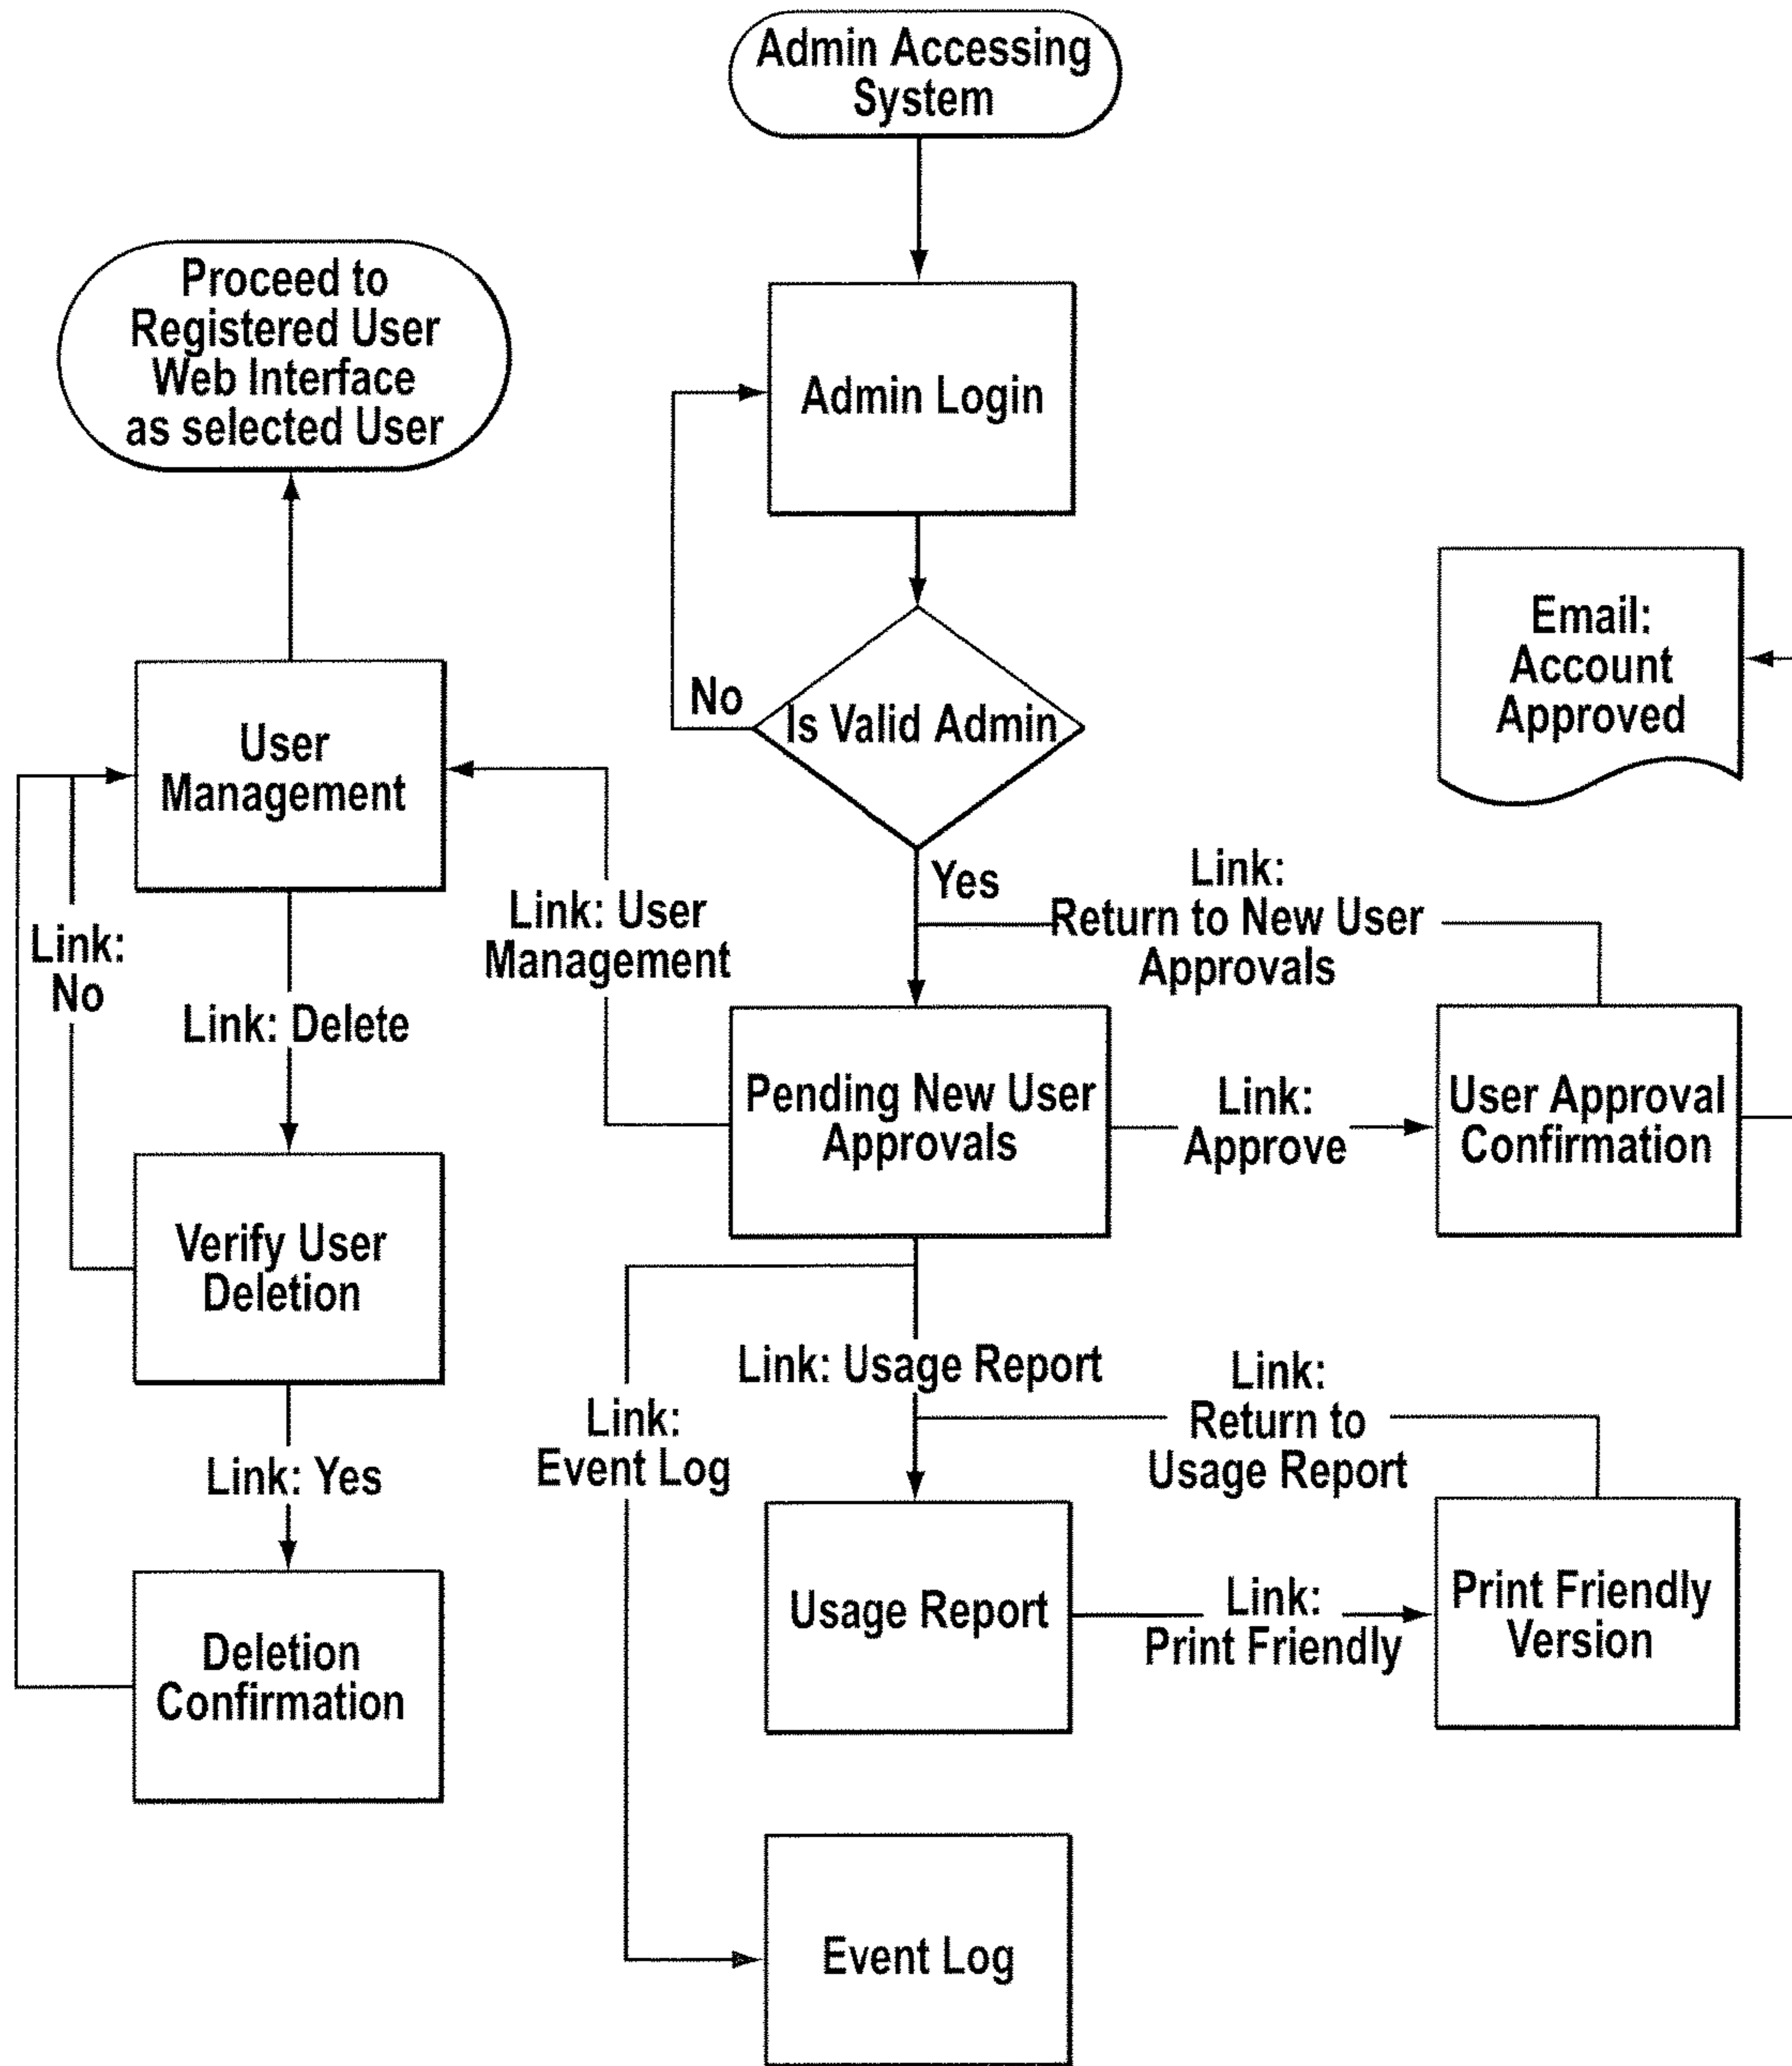 Admin Accessing
System
Proceed to
Registered User
Web Interface
as selected User
Admin Login
Email:
Account
Approved
No
Is Valid Admin
User
Management
Yes
Link:
Return to New User
Approvals
Link: User
Management
Link:
No
Link: Delete
Pending New User
Approvals
Link:
Approve
User Approval
Confirmation
Verify User
Deletion
Link: Usage Report
Link:
Return to
Usage Report
Link:
Event Log
Link: Yes
Usage Report
Link:
Print Friendly
Print Friendly
Version
Deletion
Confirmation
Event Log